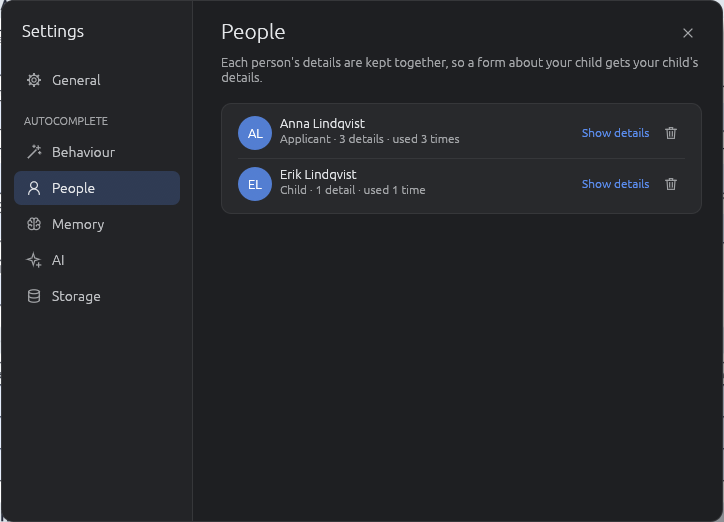 Settings
General
AUTOCOMPLETE
Behaviour
People
Memory
AI
Storage
People
Each person's details are kept together, so a form about your child gets your child's
details.
AL
Anna Lindqvist
Applicant · 3 details · used 3 times
Show details
EL
Erik Lindqvist
Child · 1 detail · used 1 time
Show details